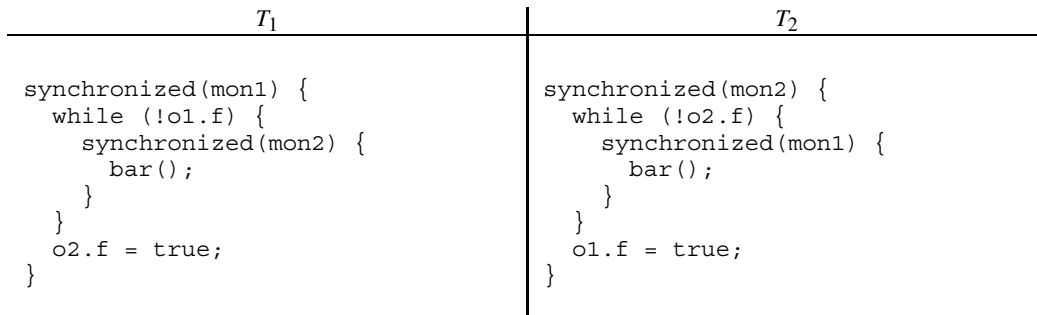 T1
synchronized(mon1) {
  while (!o1.f) {
    synchronized(mon2) {
      bar();
    }
  }
  o2.f = true;
}
T2
synchronized(mon2) {
  while (!o2.f) {
    synchronized(mon1) {
      bar();
    }
  }
  o1.f = true;
}